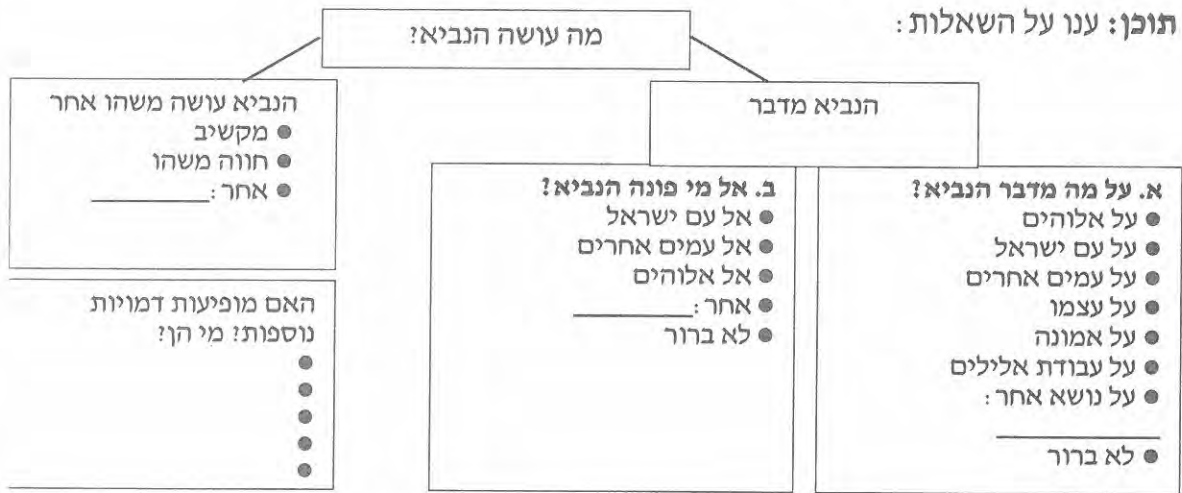 תוכן: ענו על השאלות:
מה עושה הנביא?
הנביא מדבר
א. על מה מדבר הנביא?
● על אלוהים
● על עם ישראל
● על עמים אחרים
● על עצמו
● על אמונה
● על עבודת אלילים
● על נושא אחר:
____________
● לא ברור
ב. אל מי פונה הנביא?
● אל עם ישראל
● אל עמים אחרים
● אל אלוהים
● אחר: ____________
● לא ברור
הנביא עושה משהו אחר
● מקשיב
● חווה משהו
● אחר: ____________
האם מופיעות דמויות
נוספות? מי הן?
●
●
●
●
●